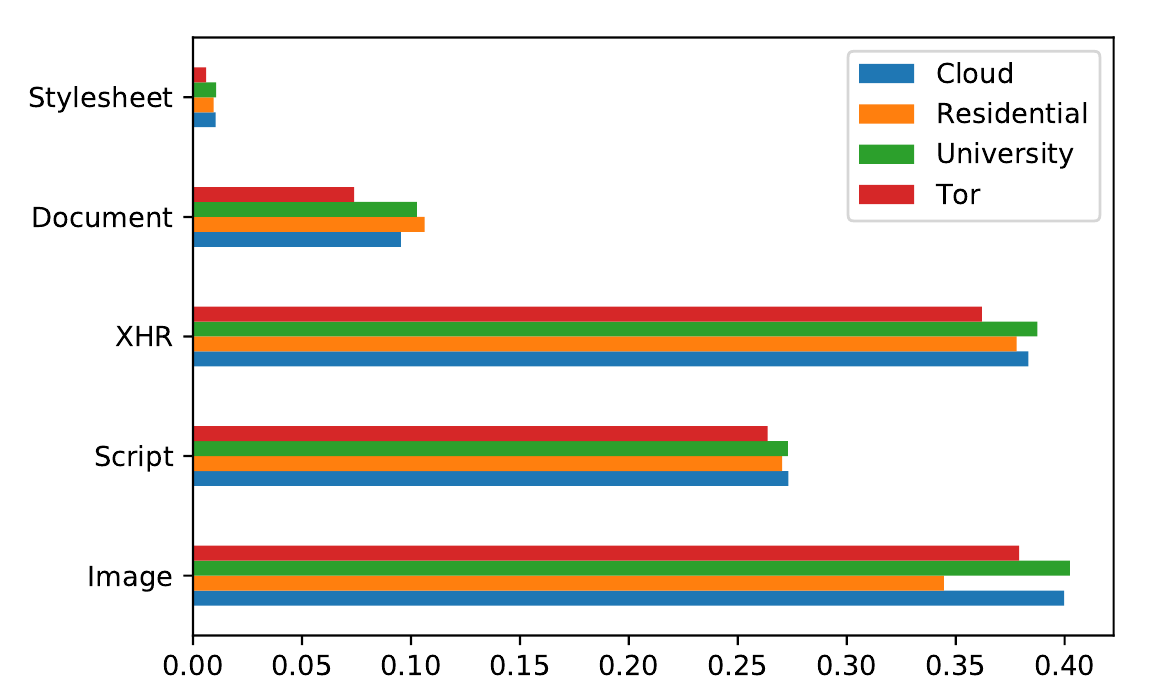 Cloud
Residential
University
Tor
Stylesheet
Document
XHR
Script
Image
0.00 0.05 0.10 0.15 0.20 0.25 0.30 0.35 0.40